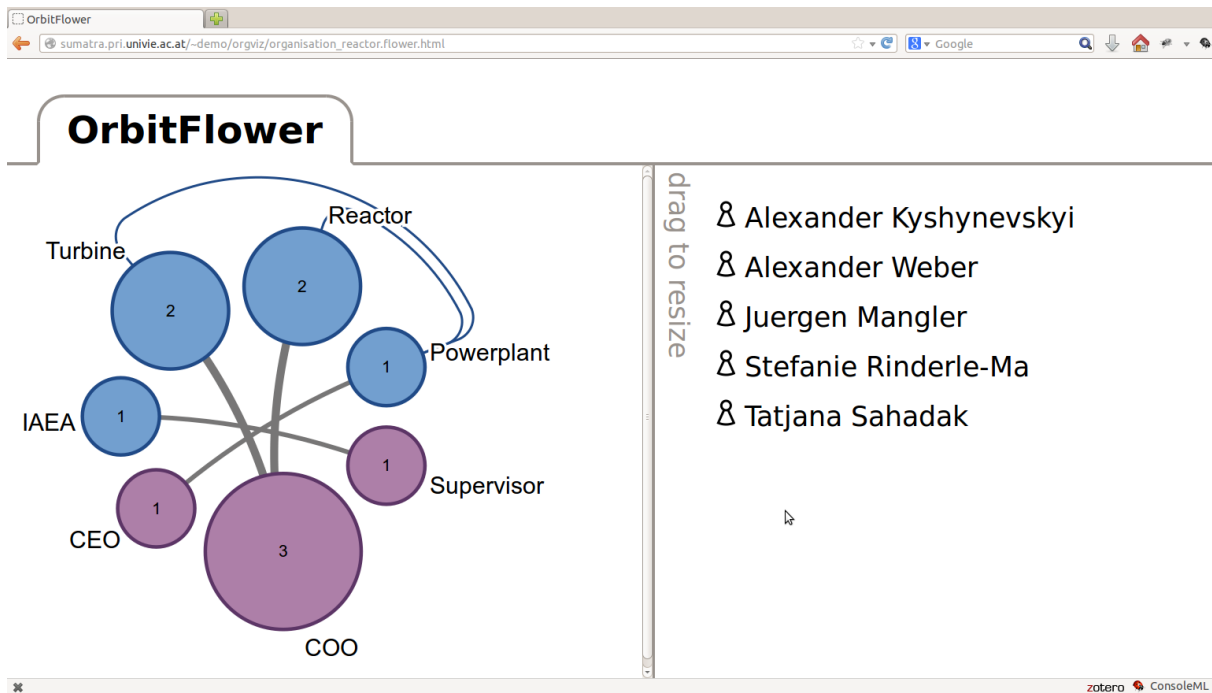 OrbitFlower
sumatra.pri.univie.ac.at/~demo/orgviz/organisation_reactor.flower.html
Google
OrbitFlower
Reactor
Turbine
2
2
Powerplant
1
IAEA
1
1
Supervisor
1
CEO
3
COO
drag to resize
Alexander Kyshynevskyi
Alexander Weber
Juergen Mangler
Stefanie Rinderle-Ma
Tatjana Sahadak
zotero
ConsoleML